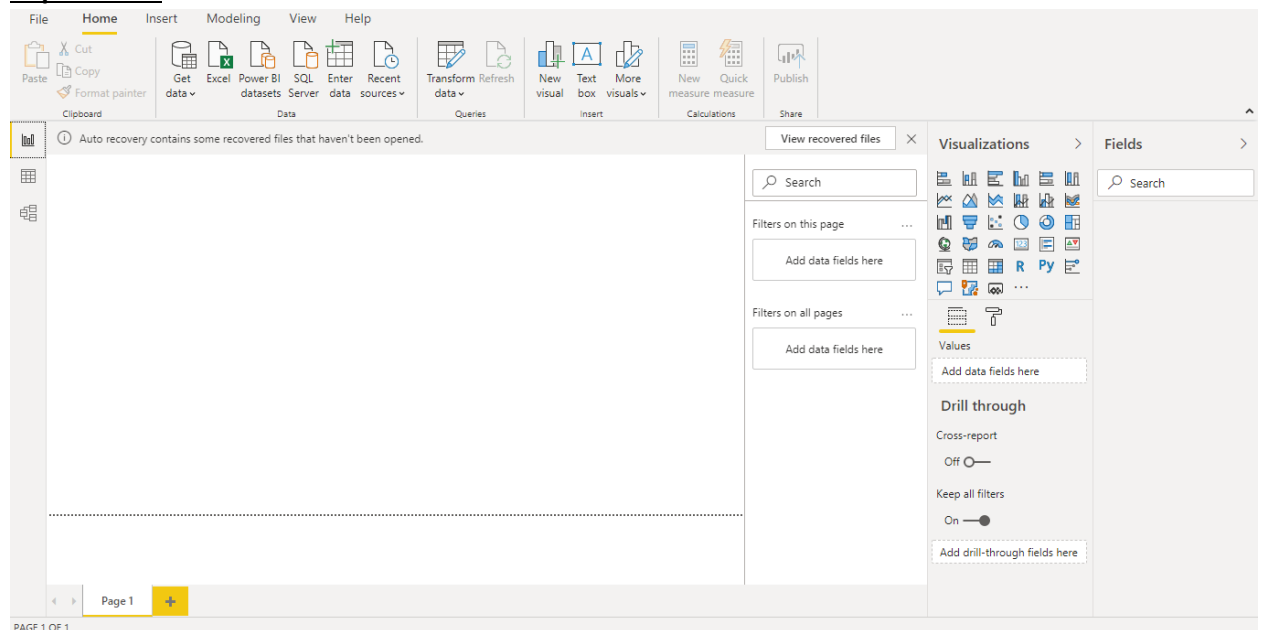 File Home Insert Modeling View Help
Paste
Cut
Copy
Format painter
Get data
Excel
Power BI datasets
SQL Server
Enter data
Recent sources
Transform data
Refresh
New visual
Text box
More visuals
New measure
Quick measure
Publish
Clipboard Data Queries Insert Calculations Share
Auto recovery contains some recovered files that haven't been opened.
View recovered files
Search
Filters on this page ...
Add data fields here
Filters on all pages ...
Add data fields here
Visualizations
R Py
...
Values
Add data fields here
Drill through
Cross-report
Off
Keep all filters
On
Add drill-through fields here
Fields
Search
Page 1
PAGE 1 OF 1